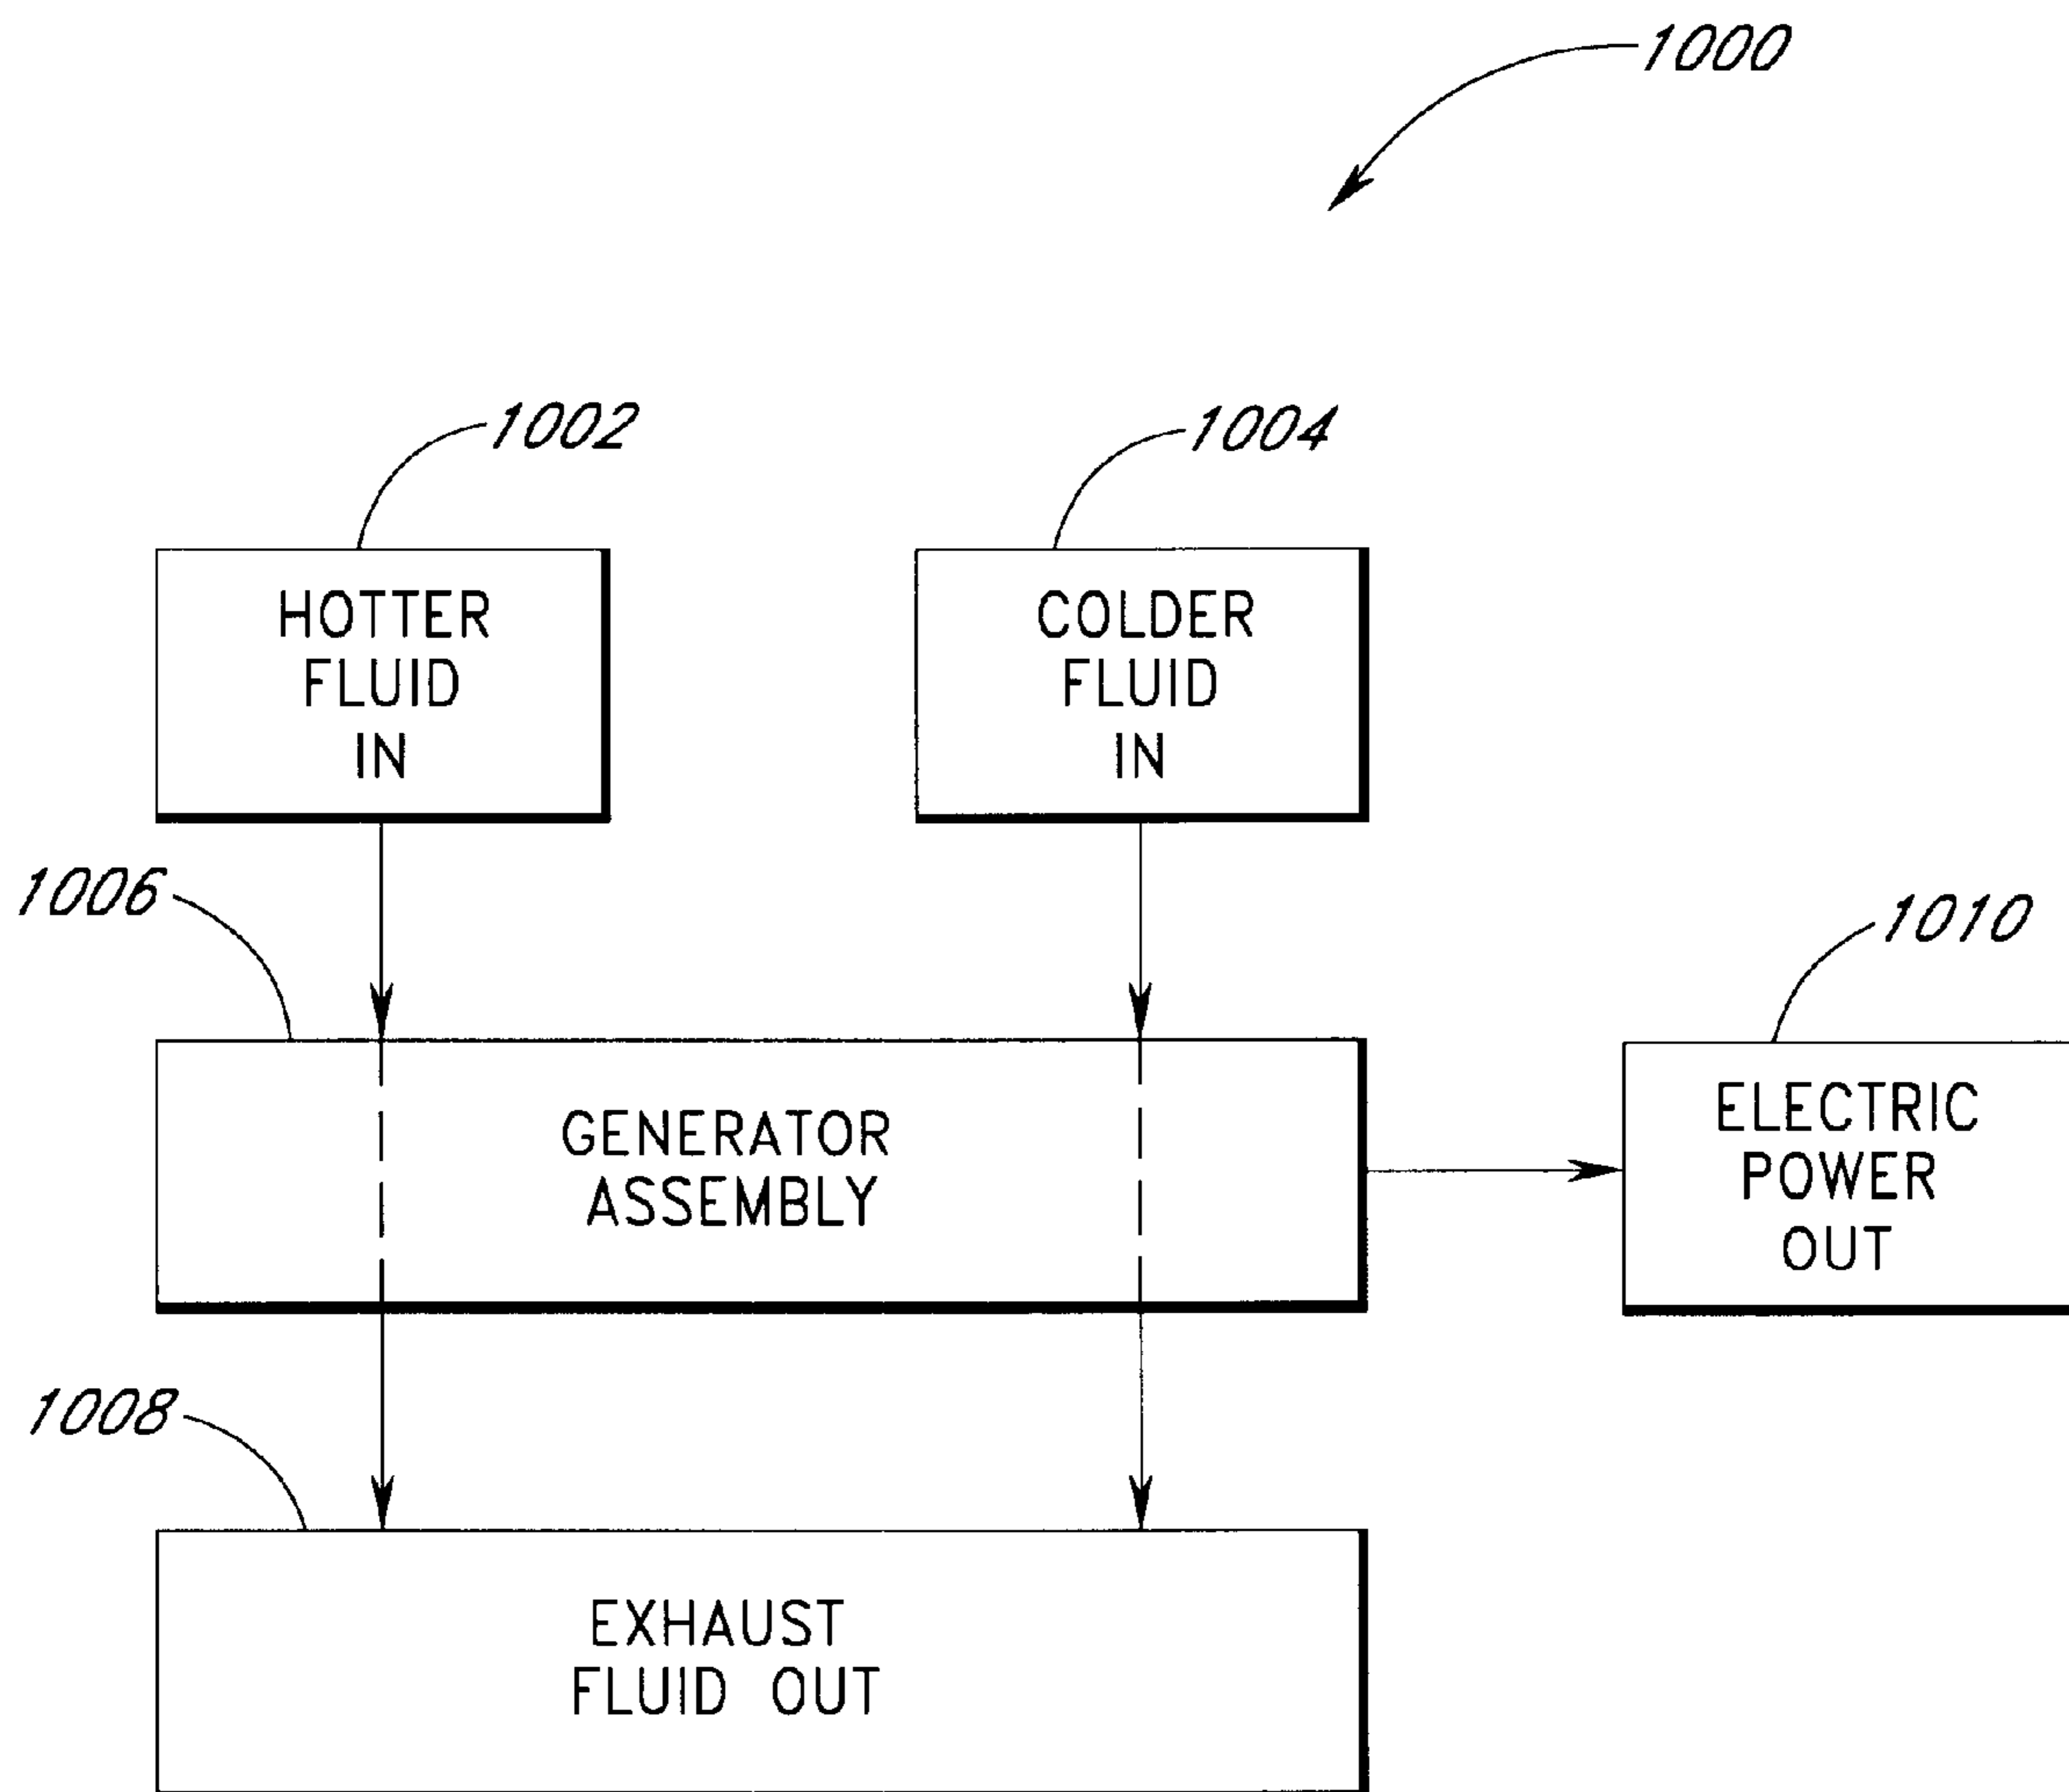 1000
1002
1004
HOTTER
FLUID
IN
COLDER
FLUID
IN
1006
1010
GENERATOR
ASSEMBLY
ELECTRIC
POWER
OUT
1008
EXHAUST
FLUID OUT